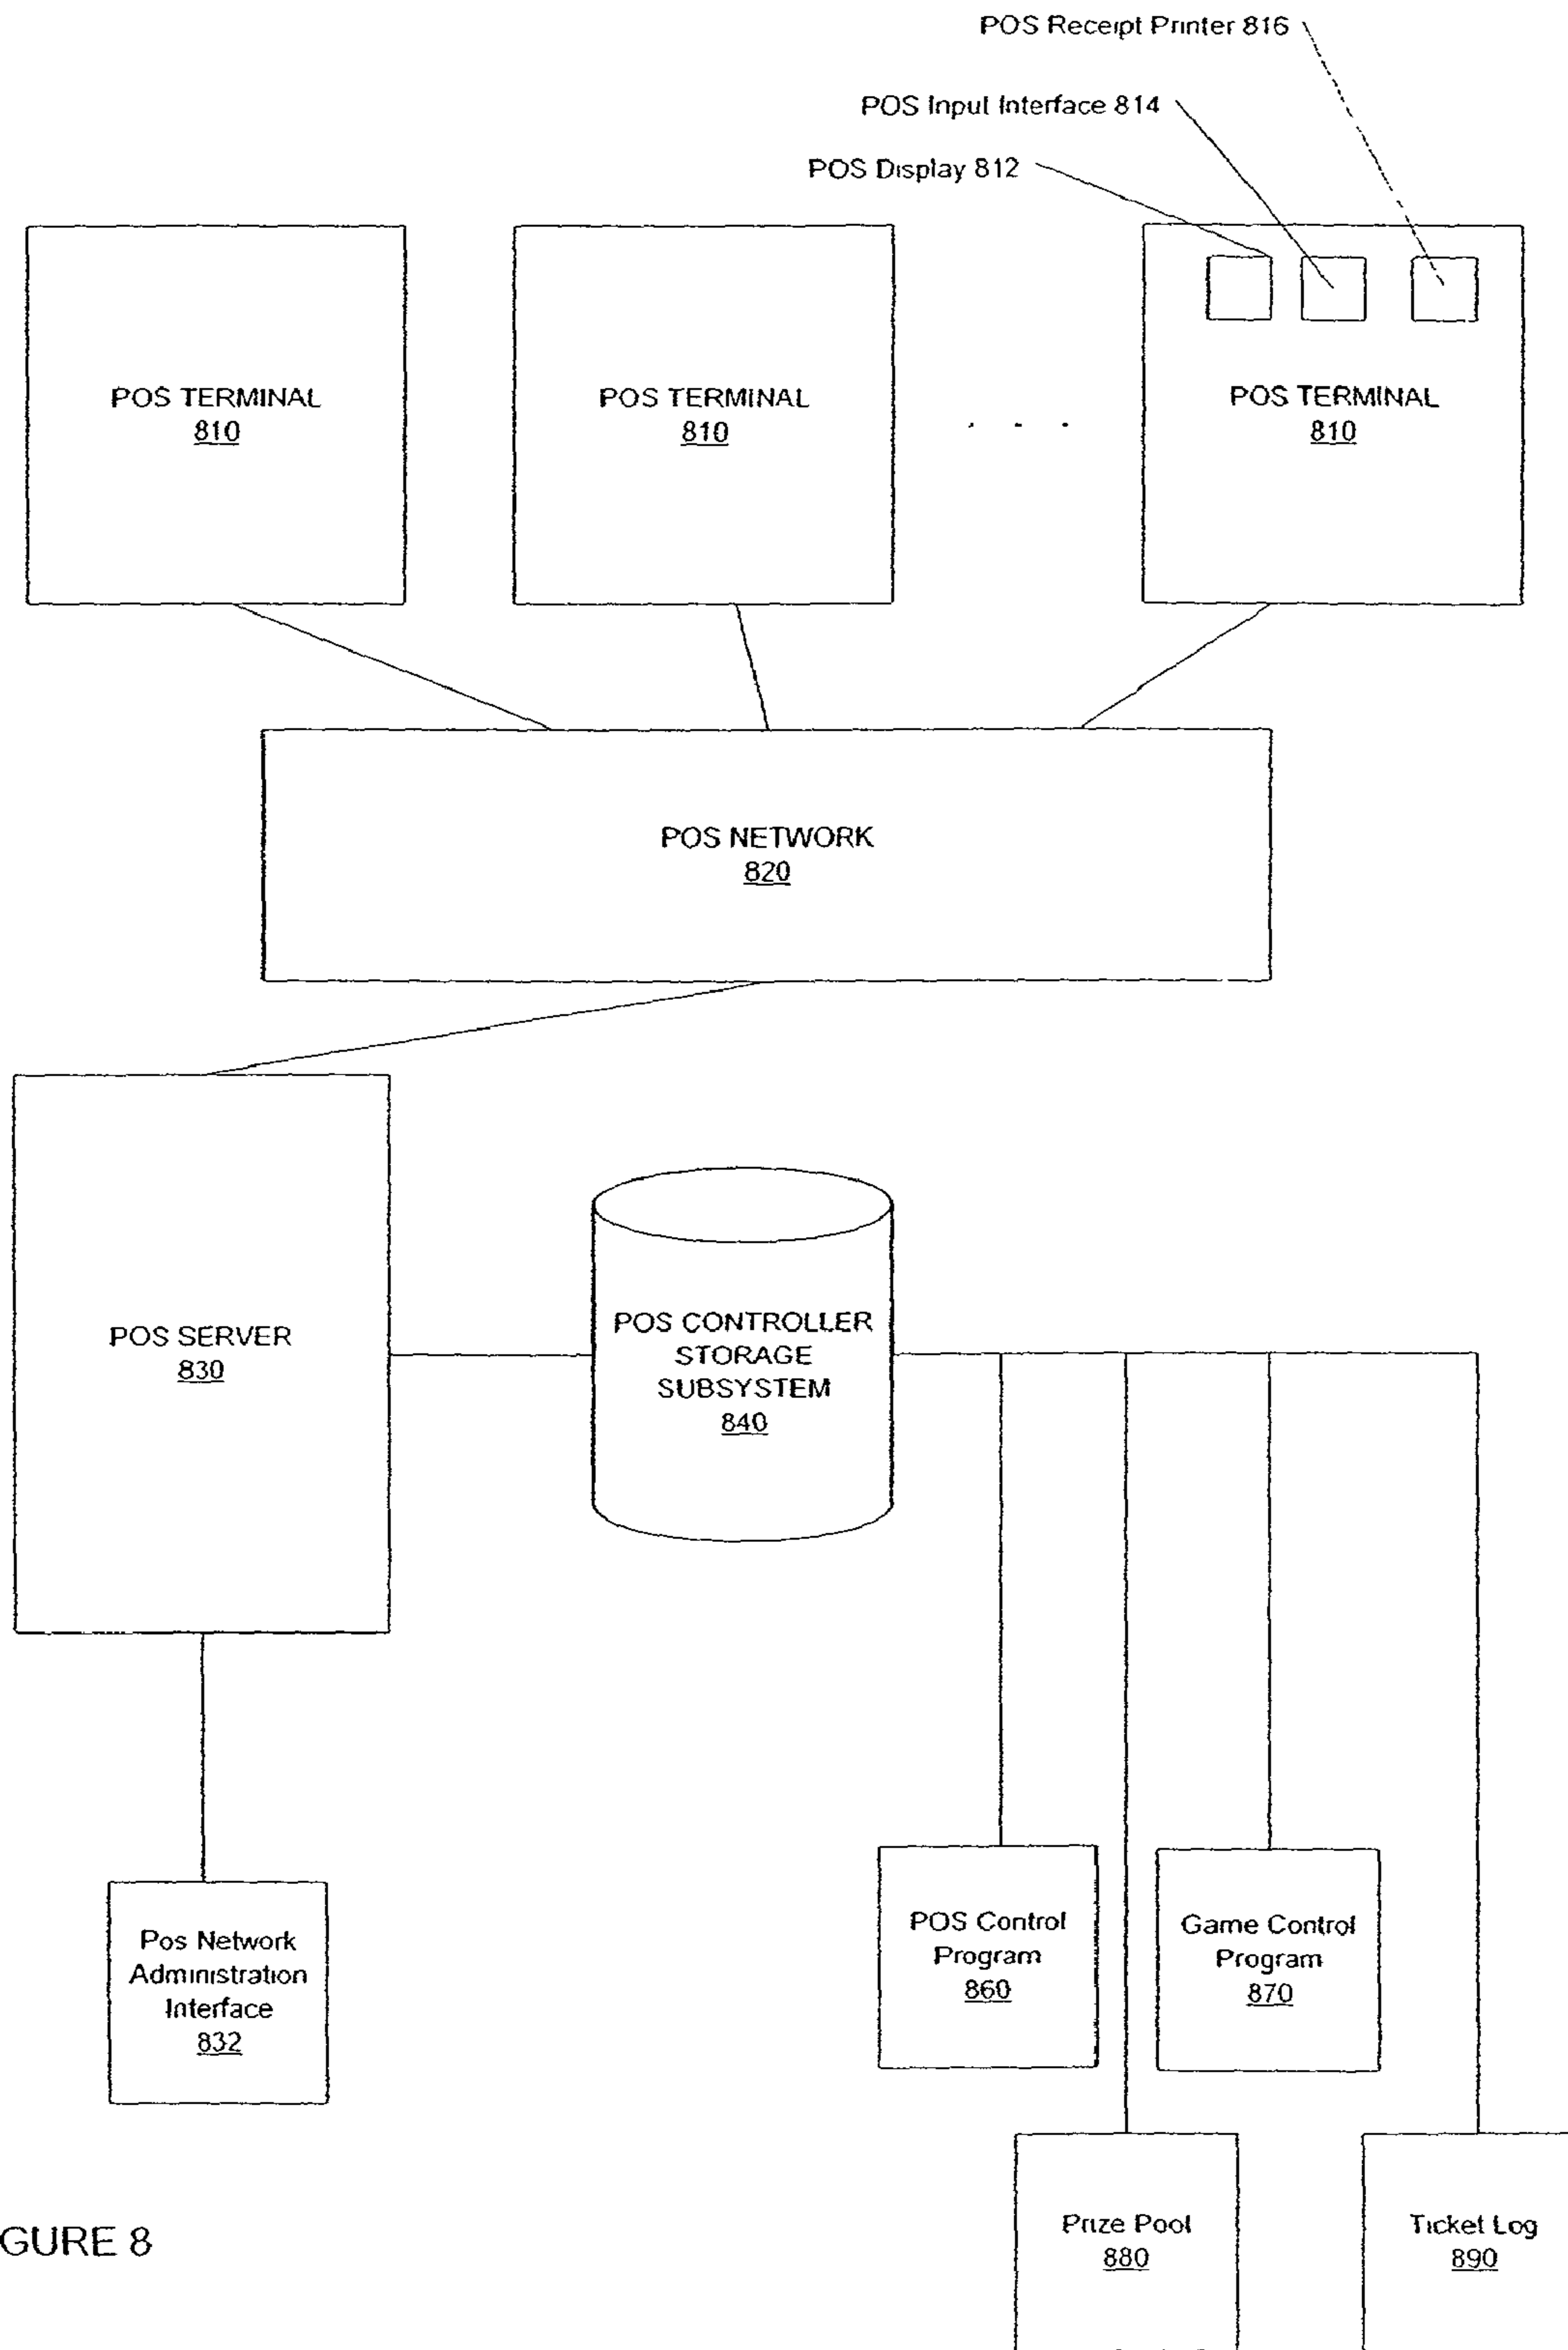 POS Receipt Printer 816
POS Input Interface 814
POS Display 812
POS TERMINAL
810
POS TERMINAL
810
. . .
POS TERMINAL
810
POS NETWORK
820
POS SERVER
830
POS CONTROLLER
STORAGE
SUBSYSTEM
840
Pos Network
Administration
Interface
832
POS Control
Program
860
Game Control
Program
870
Prize Pool
880
Ticket Log
890
GURE 8